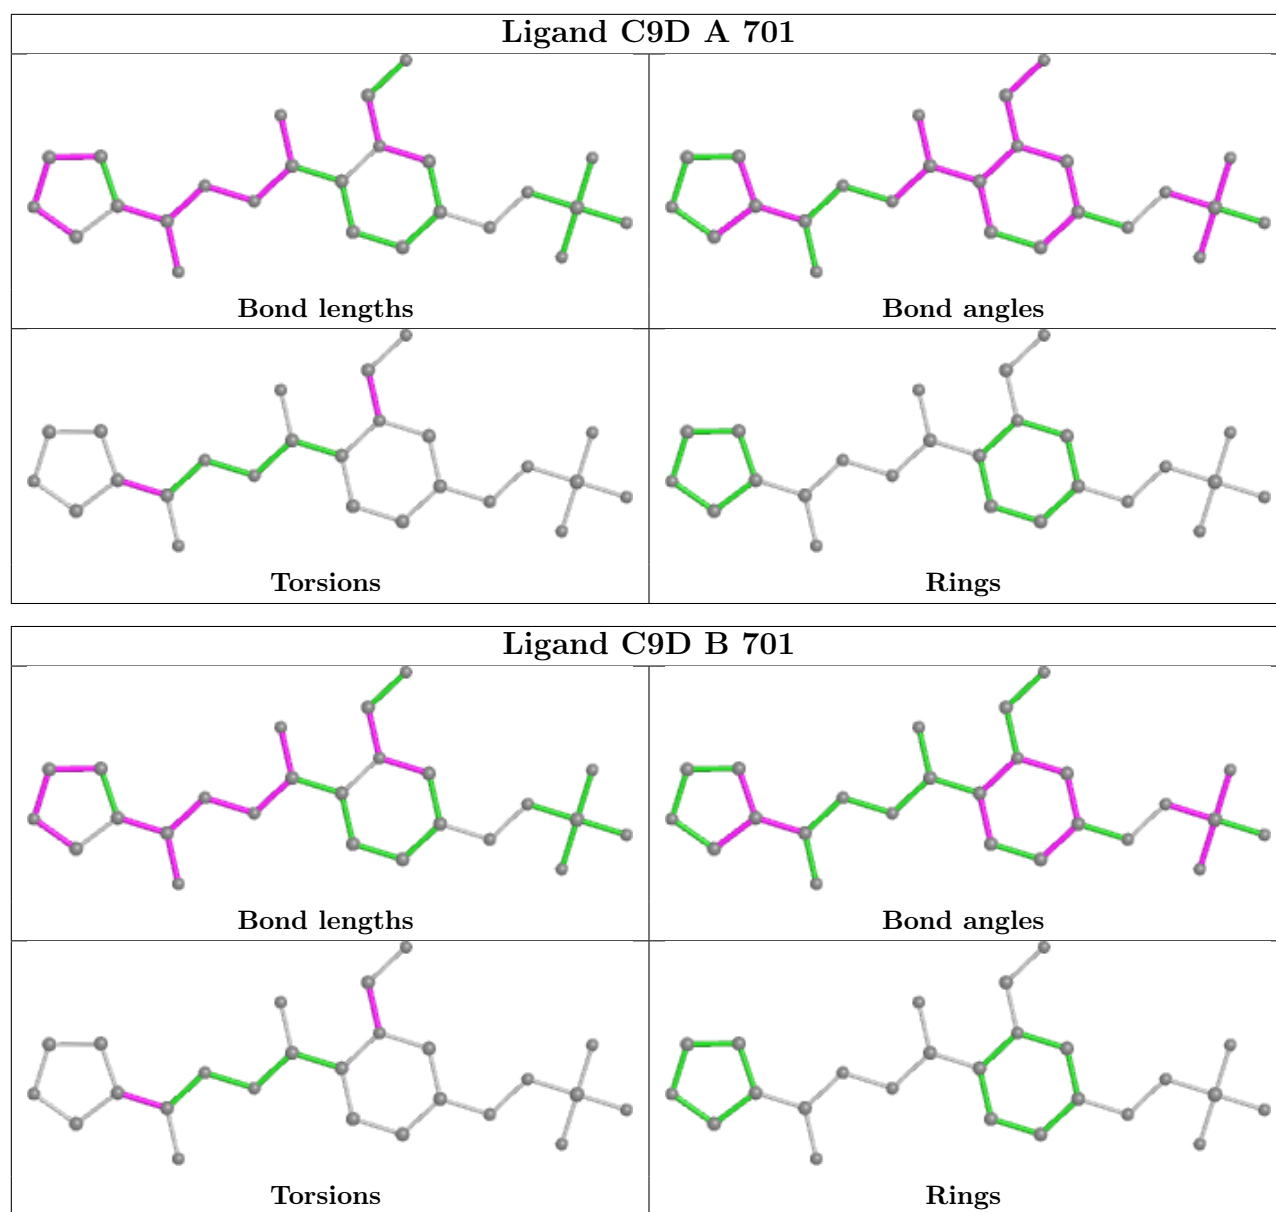 Ligand C9D A 701
Bond lengths
Bond angles
Torsions
Rings
Ligand C9D B 701
Bond lengths
Bond angles
Torsions
Rings